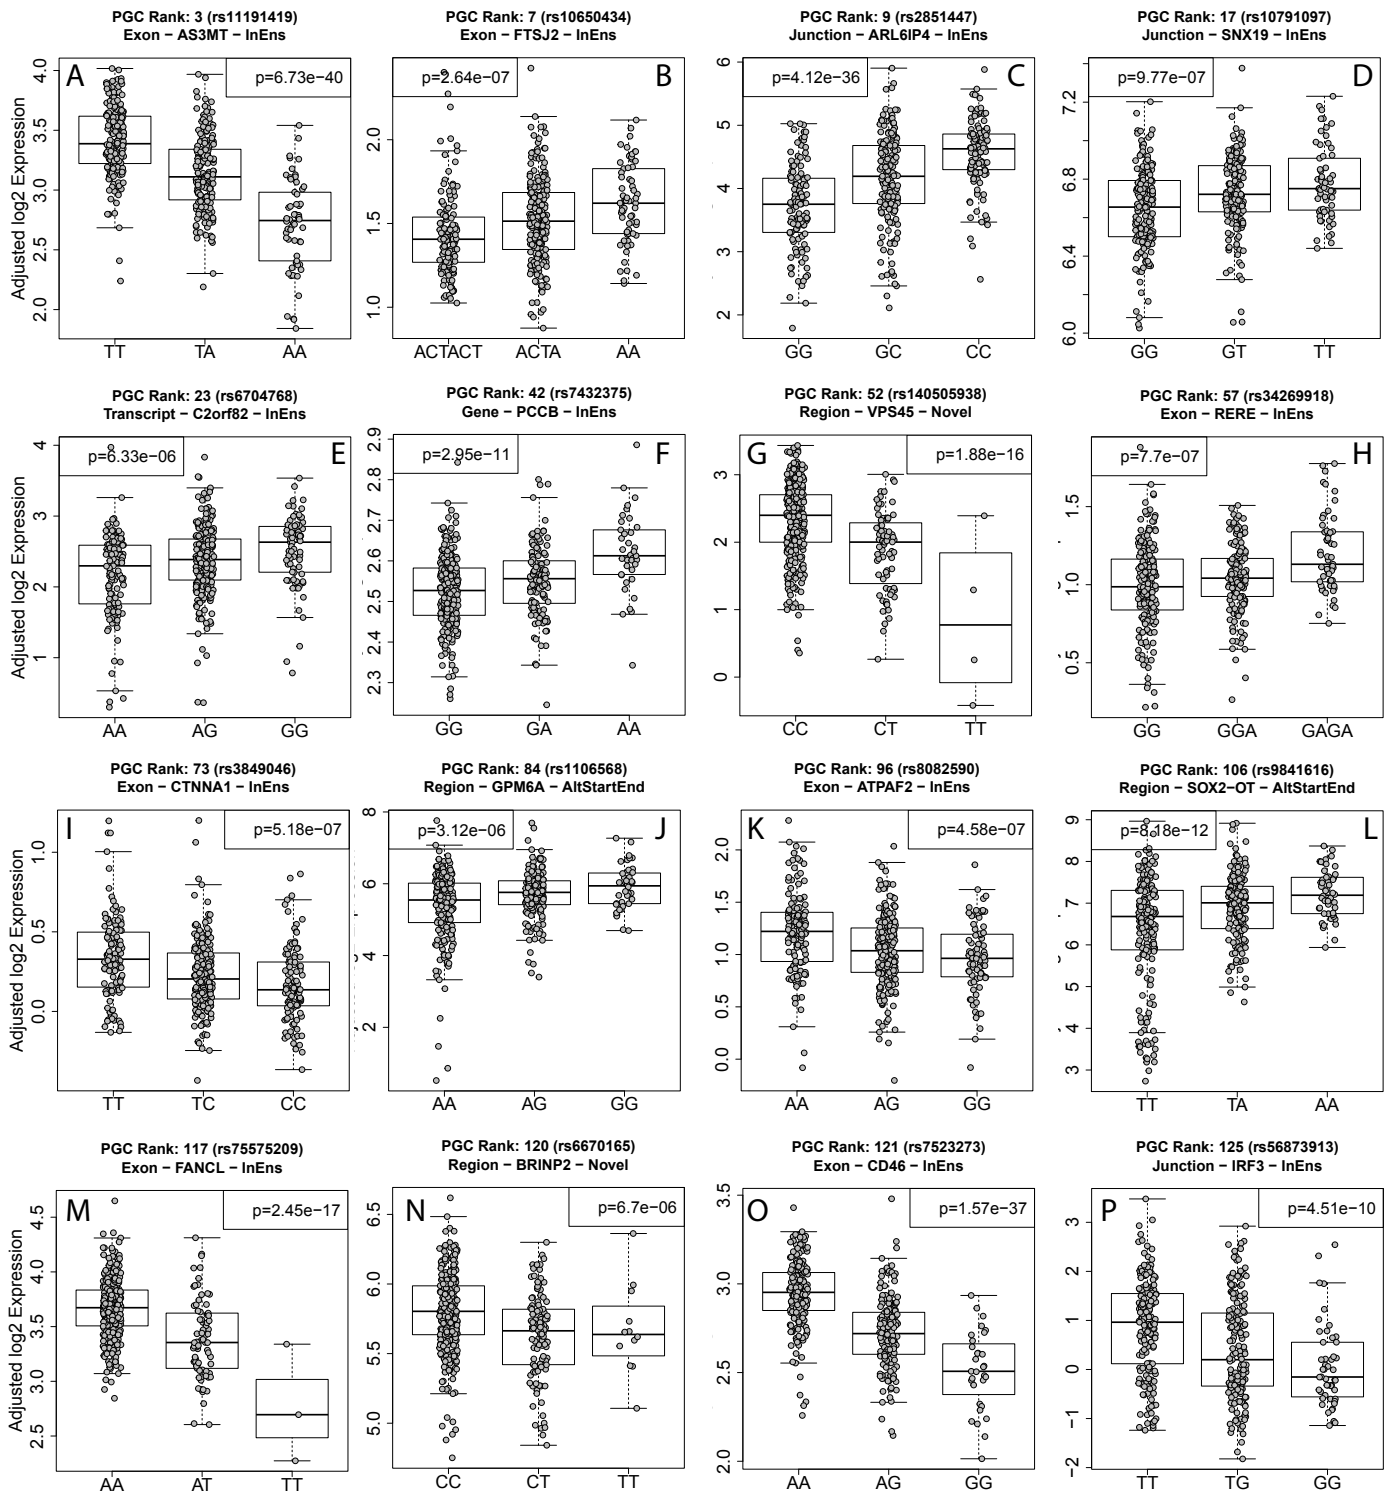 PGC Rank: 3 (rs11191419)
Exon − AS3MT − InEns
A
p=6.73e−40
Adjusted log2 Expression
4.0
3.5
3.0
2.5
2.0
TT TA AA
PGC Rank: 7 (rs10650434)
Exon − FTSJ2 − InEns
p=2.64e−07
B
2.0
1.5
1.0
ACTACT ACTA AA
PGC Rank: 9 (rs2851447)
Junction − ARL6IP4 − InEns
p=4.12e−36
C
6
5
4
3
2
GG GC CC
PGC Rank: 17 (rs10791097)
Junction − SNX19 − InEns
p=9.77e−07
D
7.2
6.8
6.4
6.0
GG GT TT
PGC Rank: 23 (rs6704768)
Transcript − C2orf82 − InEns
p=6.33e−06
E
Adjusted log2 Expression
4
3
2
1
AA AG GG
PGC Rank: 42 (rs7432375)
Gene − PCCB − InEns
p=2.95e−11
F
2.9
2.8
2.7
2.6
2.5
2.4
2.3
GG GA AA
PGC Rank: 52 (rs140505938)
Region − VPS45 − Novel
G
p=1.88e−16
3
2
1
0
CC CT TT
PGC Rank: 57 (rs34269918)
Exon − RERE − InEns
p=7.7e−07
H
1.5
1.0
0.5
GG GGA GAGA
PGC Rank: 73 (rs3849046)
Exon − CTNNA1 − InEns
I
p=5.18e−07
Adjusted log2 Expression
1.0
0.5
0.0
TT TC CC
PGC Rank: 84 (rs1106568)
Region − GPM6A − AltStartEnd
p=3.12e−06
J
8
6
4
2
AA AG GG
PGC Rank: 96 (rs8082590)
Exon − ATPAF2 − InEns
K
p=4.58e−07
2.0
1.5
1.0
0.5
0.0
AA AG GG
PGC Rank: 106 (rs9841616)
Region − SOX2−OT − AltStartEnd
p=8.18e−12
L
9
8
7
6
5
4
3
TT TA AA
PGC Rank: 117 (rs75575209)
Exon − FANCL − InEns
M
p=2.45e−17
Adjusted log2 Expression
4.5
4.0
3.5
3.0
2.5
AA AT TT
PGC Rank: 120 (rs6670165)
Region − BRINP2 − Novel
N
p=6.7e−06
6.5
6.0
5.5
5.0
CC CT TT
PGC Rank: 121 (rs7523273)
Exon − CD46 − InEns
O
p=1.57e−37
3.5
3.0
2.5
2.0
AA AG GG
PGC Rank: 125 (rs56873913)
Junction − IRF3 − InEns
P
p=4.51e−10
3
2
1
0
−1
−2
TT TG GG